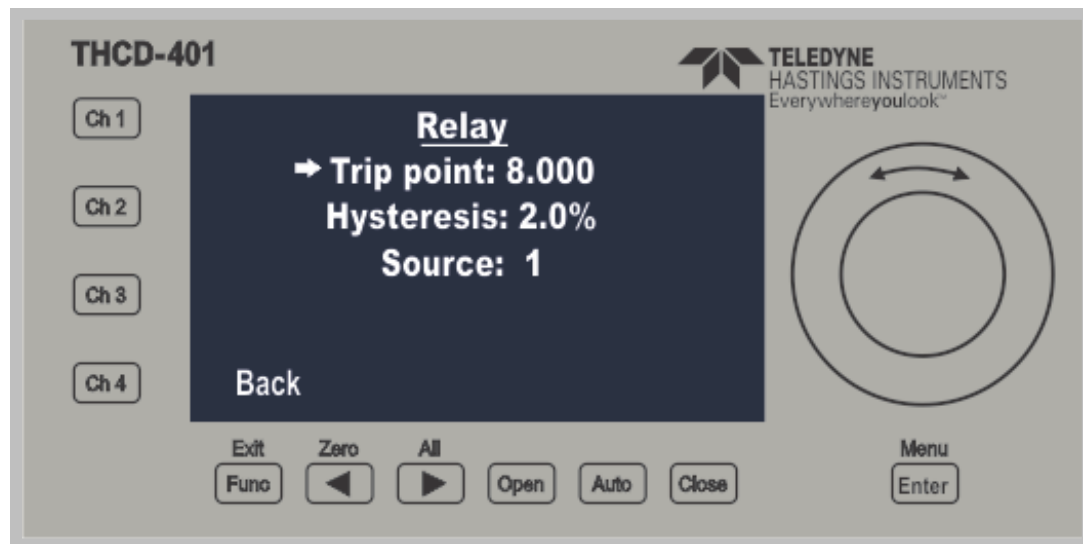 THCD-401
TELEDYNE
HASTINGS INSTRUMENTS
Everywhereyoulook™
Ch 1
Ch 2
Ch 3
Ch 4
Relay
Trip point: 8.000
Hysteresis: 2.0%
Source: 1
Back
Exit Zero All Menu
Func Open Auto Close Enter